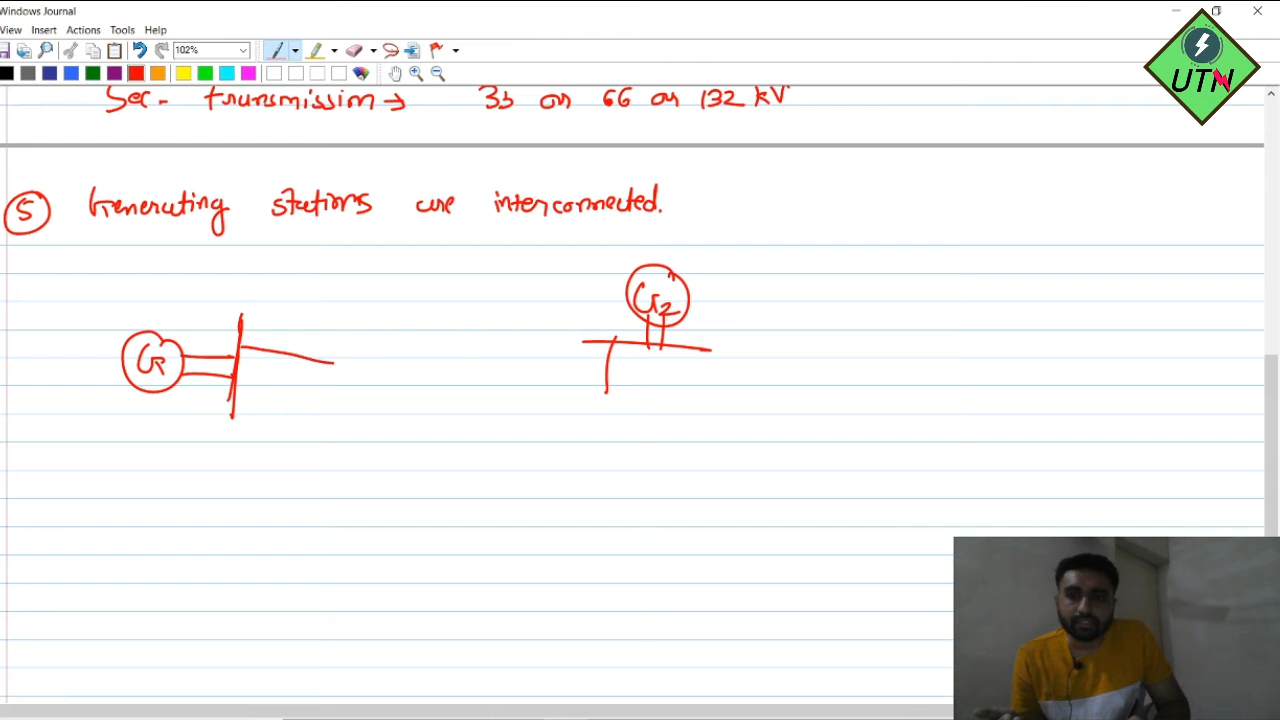 Windows Journal
View Insert Actions Tools Help
102%
UTN
Sec. transmission → 33 or 66 or 132 kV
5 Generating stations are interconnected.
G2
G